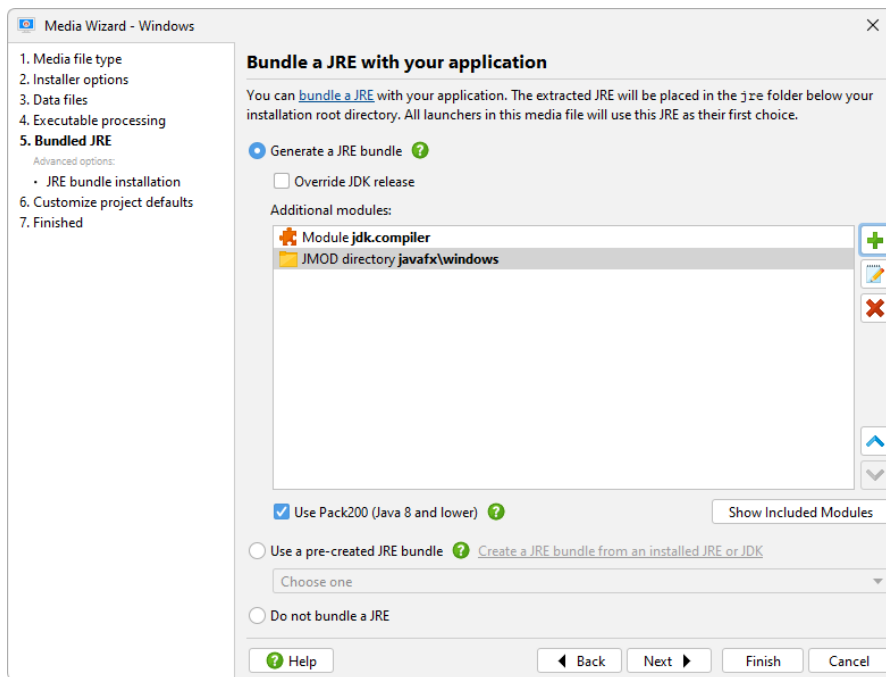 Media Wizard - Windows
1. Media file type
2. Installer options
3. Data files
4. Executable processing
5. Bundled JRE
Advanced options:
• JRE bundle installation
6. Customize project defaults
7. Finished
Bundle a JRE with your application
You can bundle a JRE with your application. The extracted JRE will be placed in the jre folder below your
installation root directory. All launchers in this media file will use this JRE as their first choice.
Generate a JRE bundle
Override JDK release
Additional modules:
Module jdk.compiler
JMOD directory javafx\windows
Use Pack200 (Java 8 and lower)
Show Included Modules
Use a pre-created JRE bundle Create a JRE bundle from an installed JRE or JDK
Choose one
Do not bundle a JRE
Help
Back
Next
Finish
Cancel